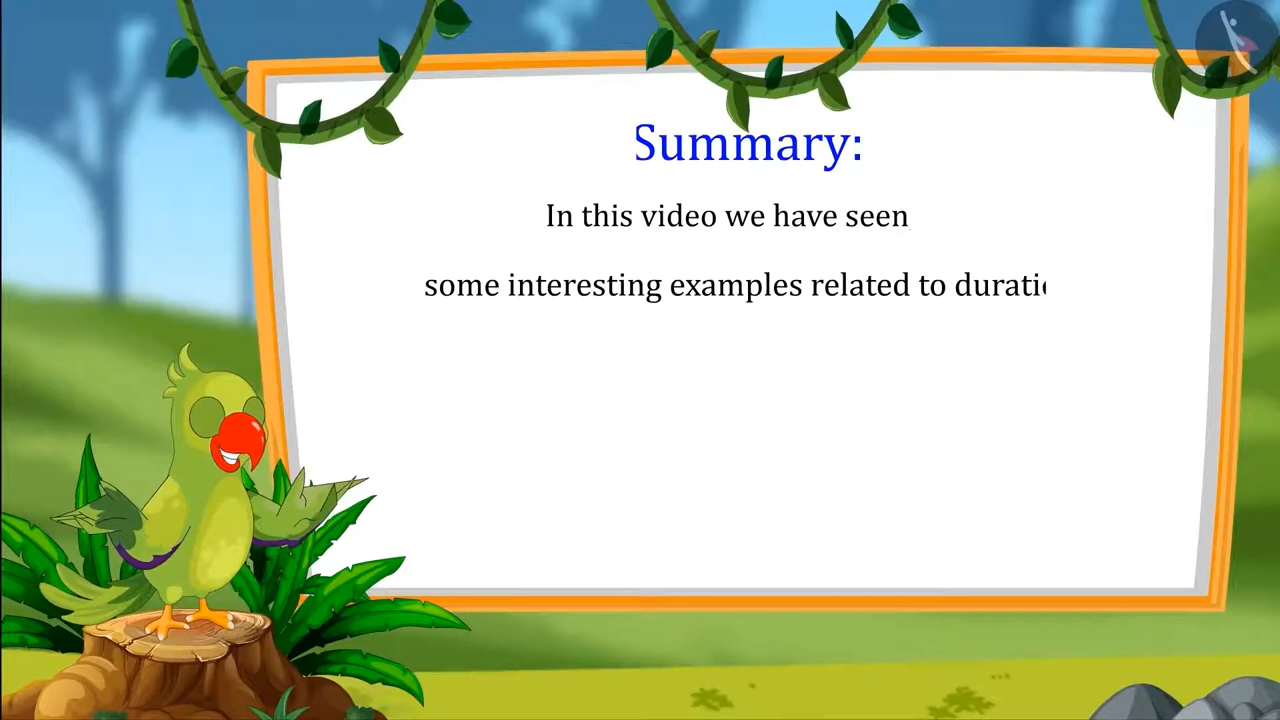 Summary:
In this video we have seen
some interesting examples related to